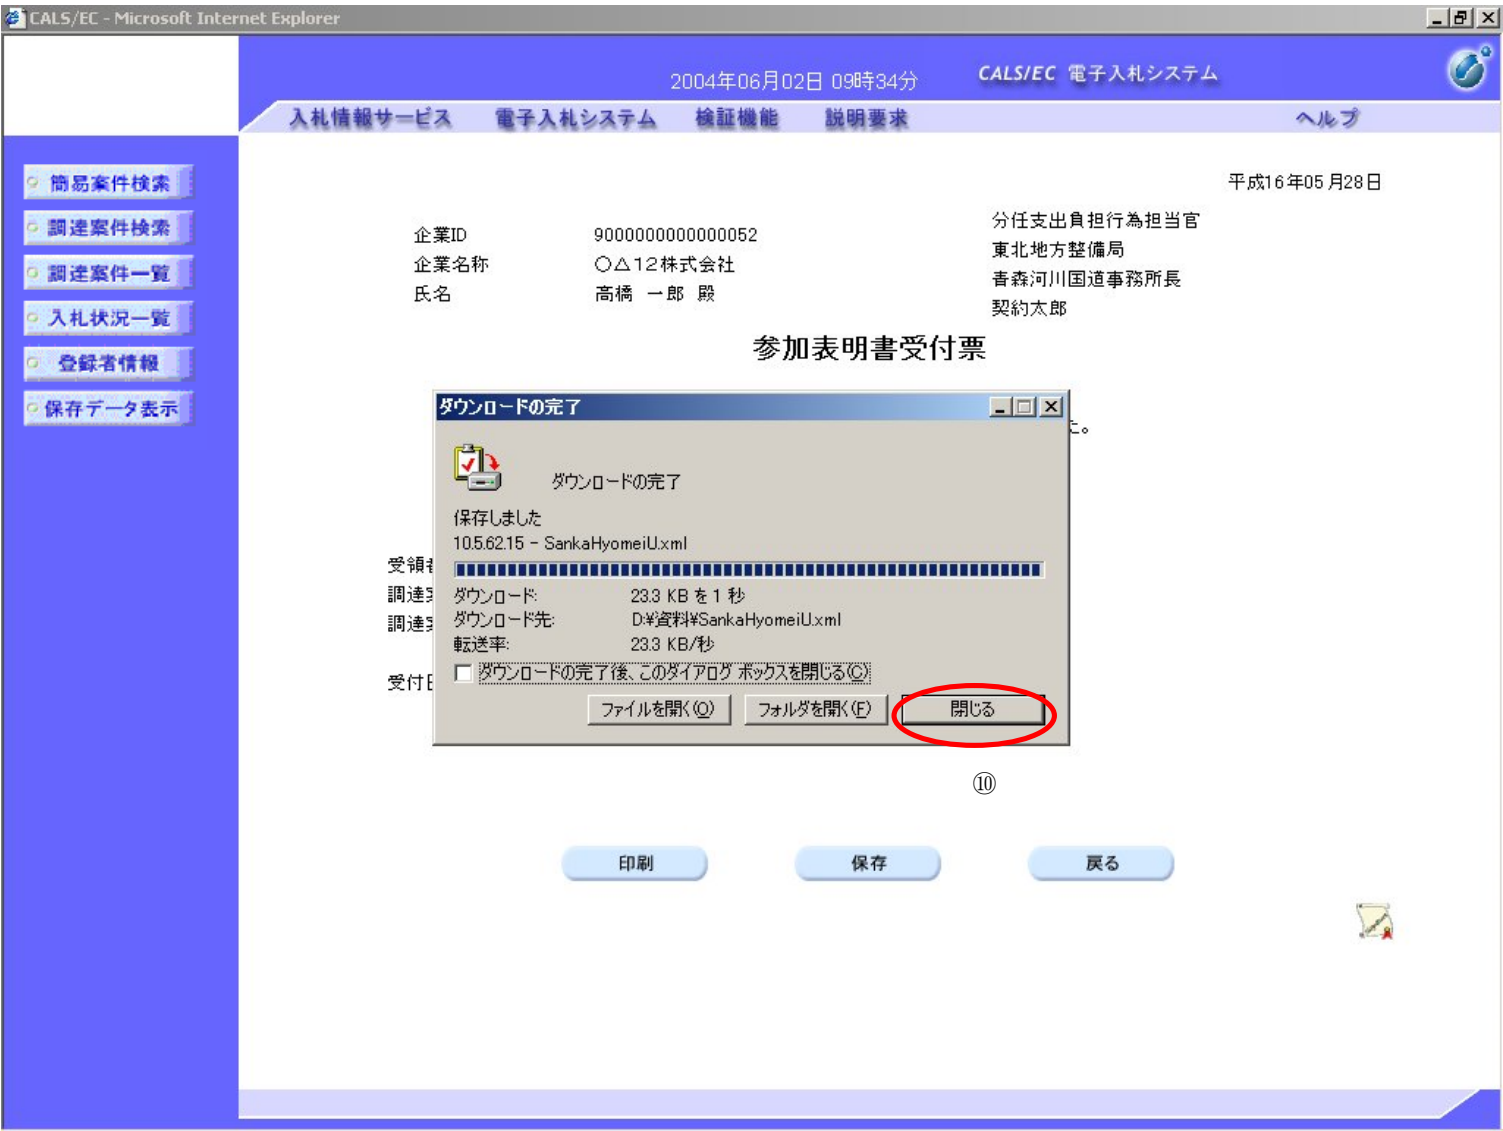 CALS/EC - Microsoft Internet Explorer
2004年06月02日 09時34分
CALS/EC 電子入札システム
入札情報サービス 電子入札システム 検証機能 説明要求 ヘルプ
簡易案件検索
調達案件検索
調達案件一覧
入札状況一覧
登録者情報
保存データ表示
平成16年05月28日
分任支出負担行為担当官
東北地方整備局
青森河川国道事務所長
契約太郎
企業ID 9000000000000052
企業名称 ○△12株式会社
氏名 高橋 一郎 殿
参加表明書受付票
た。
受領
調達
調達
受付
ダウンロードの完了
ダウンロードの完了
保存しました
10.5.62.15 - SankaHyomeiU.xml
ダウンロード: 23.3 KB を 1 秒
ダウンロード先: D:¥資料¥SankaHyomeiU.xml
転送率: 23.3 KB/秒
ダウンロードの完了後、このダイアログ ボックスを閉じる(C)
ファイルを開く(O) フォルダを開く(F) 閉じる
⑩
印刷 保存 戻る